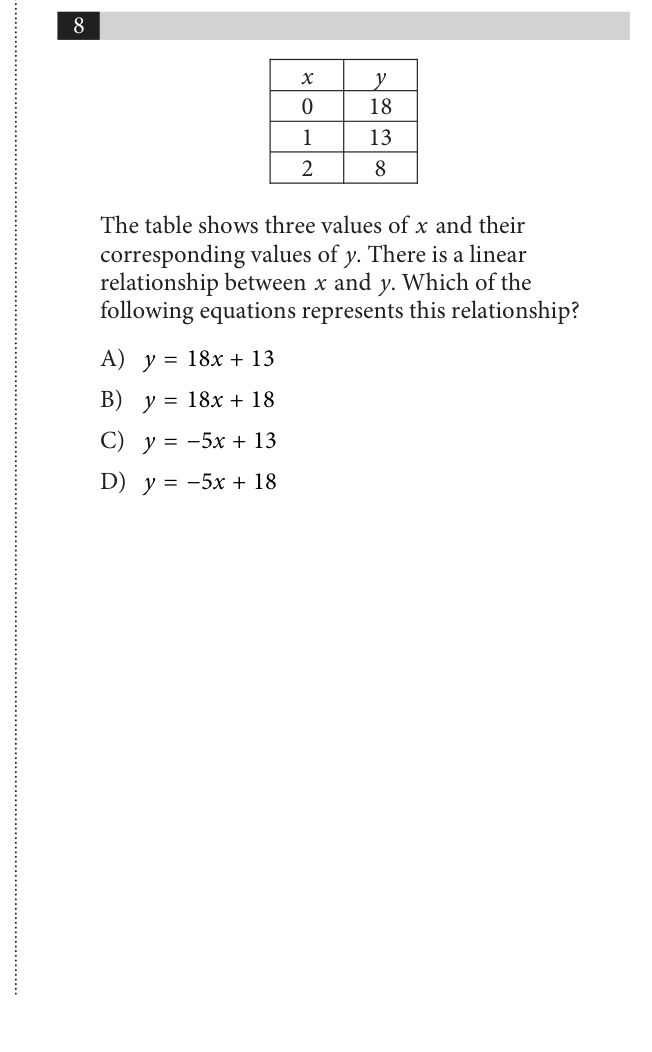 8
x y
0 18
1 13
2 8
The table shows three values of x and their
corresponding values of y. There is a linear
relationship between x and y. Which of the
following equations represents this relationship?
A) y = 18x + 13
B) y = 18x + 18
C) y = −5x + 13
D) y = −5x + 18